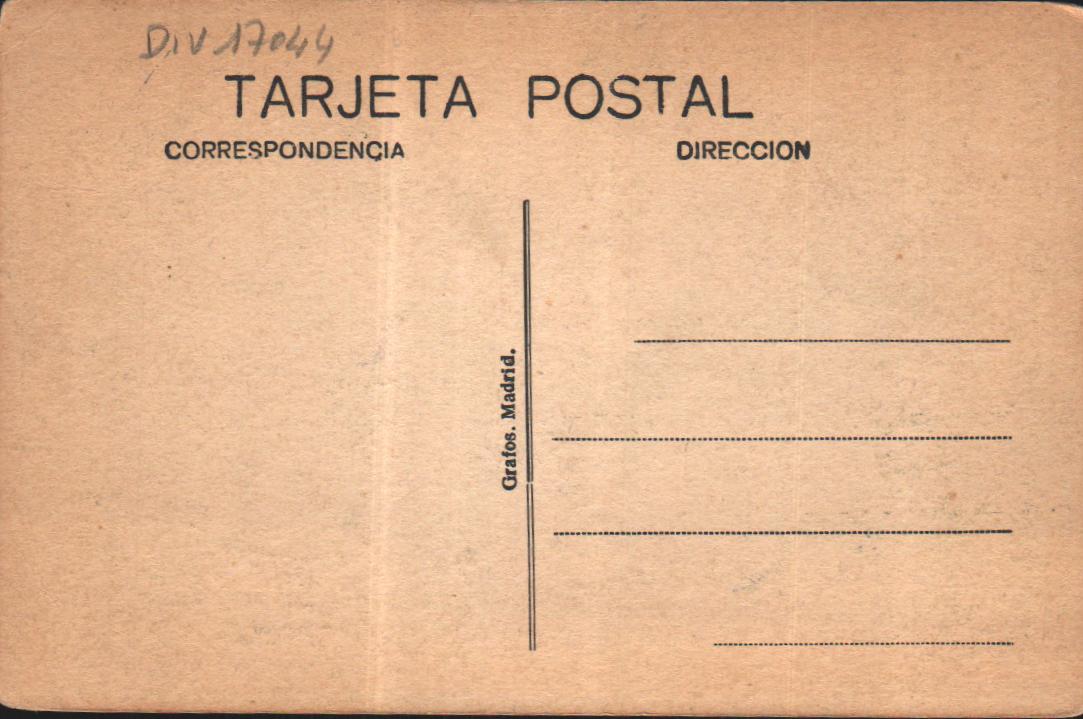 DIV 17044
TARJETA POSTAL
CORRESPONDENCIA
DIRECCION
Grafos. Madrid.